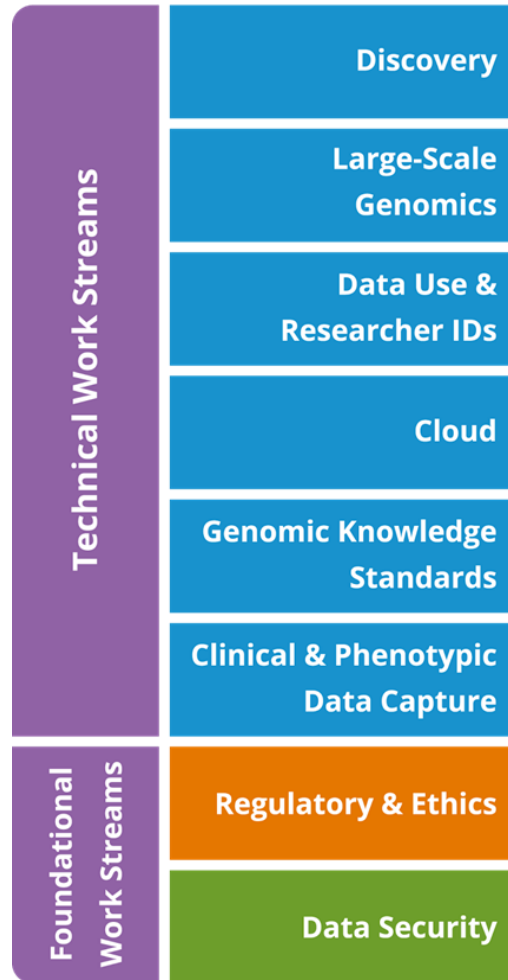 Technical Work Streams
Discovery
Large-Scale
Genomics
Data Use &
Researcher IDs
Cloud
Genomic Knowledge
Standards
Clinical & Phenotypic
Data Capture
Foundational
Work Streams
Regulatory & Ethics
Data Security